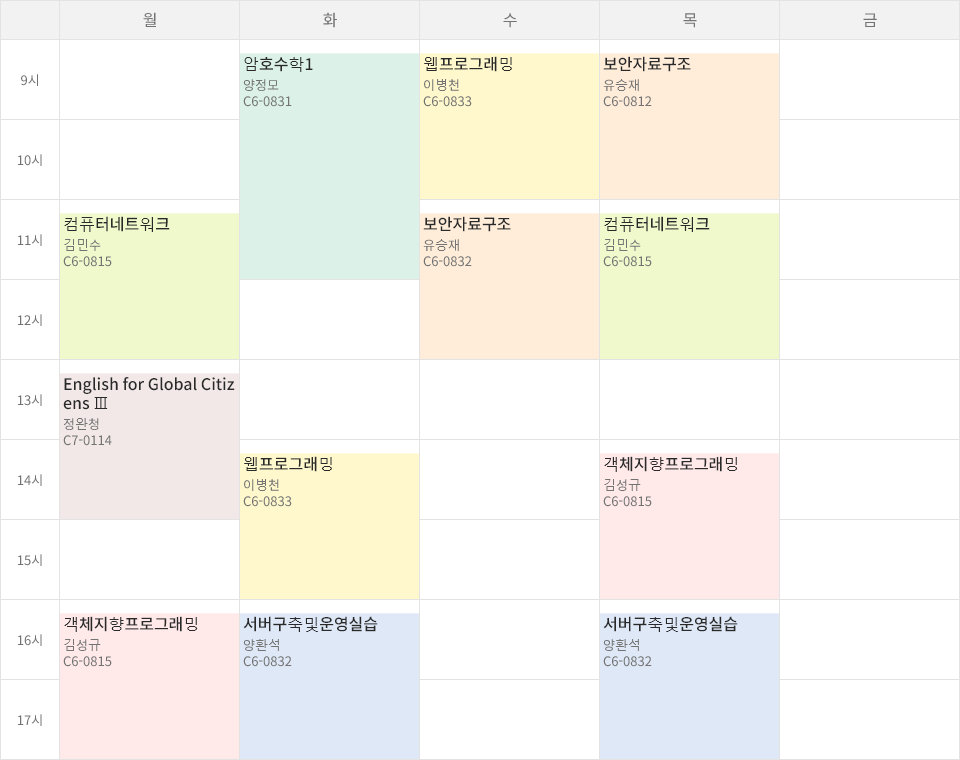 월 화 수 목 금
9시
암호수학1
양정모
C6-0831
웹프로그래밍
이병천
C6-0833
보안자료구조
유승재
C6-0812
10시
11시
컴퓨터네트워크
김민수
C6-0815
보안자료구조
유승재
C6-0832
컴퓨터네트워크
김민수
C6-0815
12시
13시
English for Global Citiz
ens Ⅲ
정완청
C7-0114
14시
웹프로그래밍
이병천
C6-0833
객체지향프로그래밍
김성규
C6-0815
15시
16시
객체지향프로그래밍
김성규
C6-0815
서버구축및운영실습
양환석
C6-0832
서버구축및운영실습
양환석
C6-0832
17시